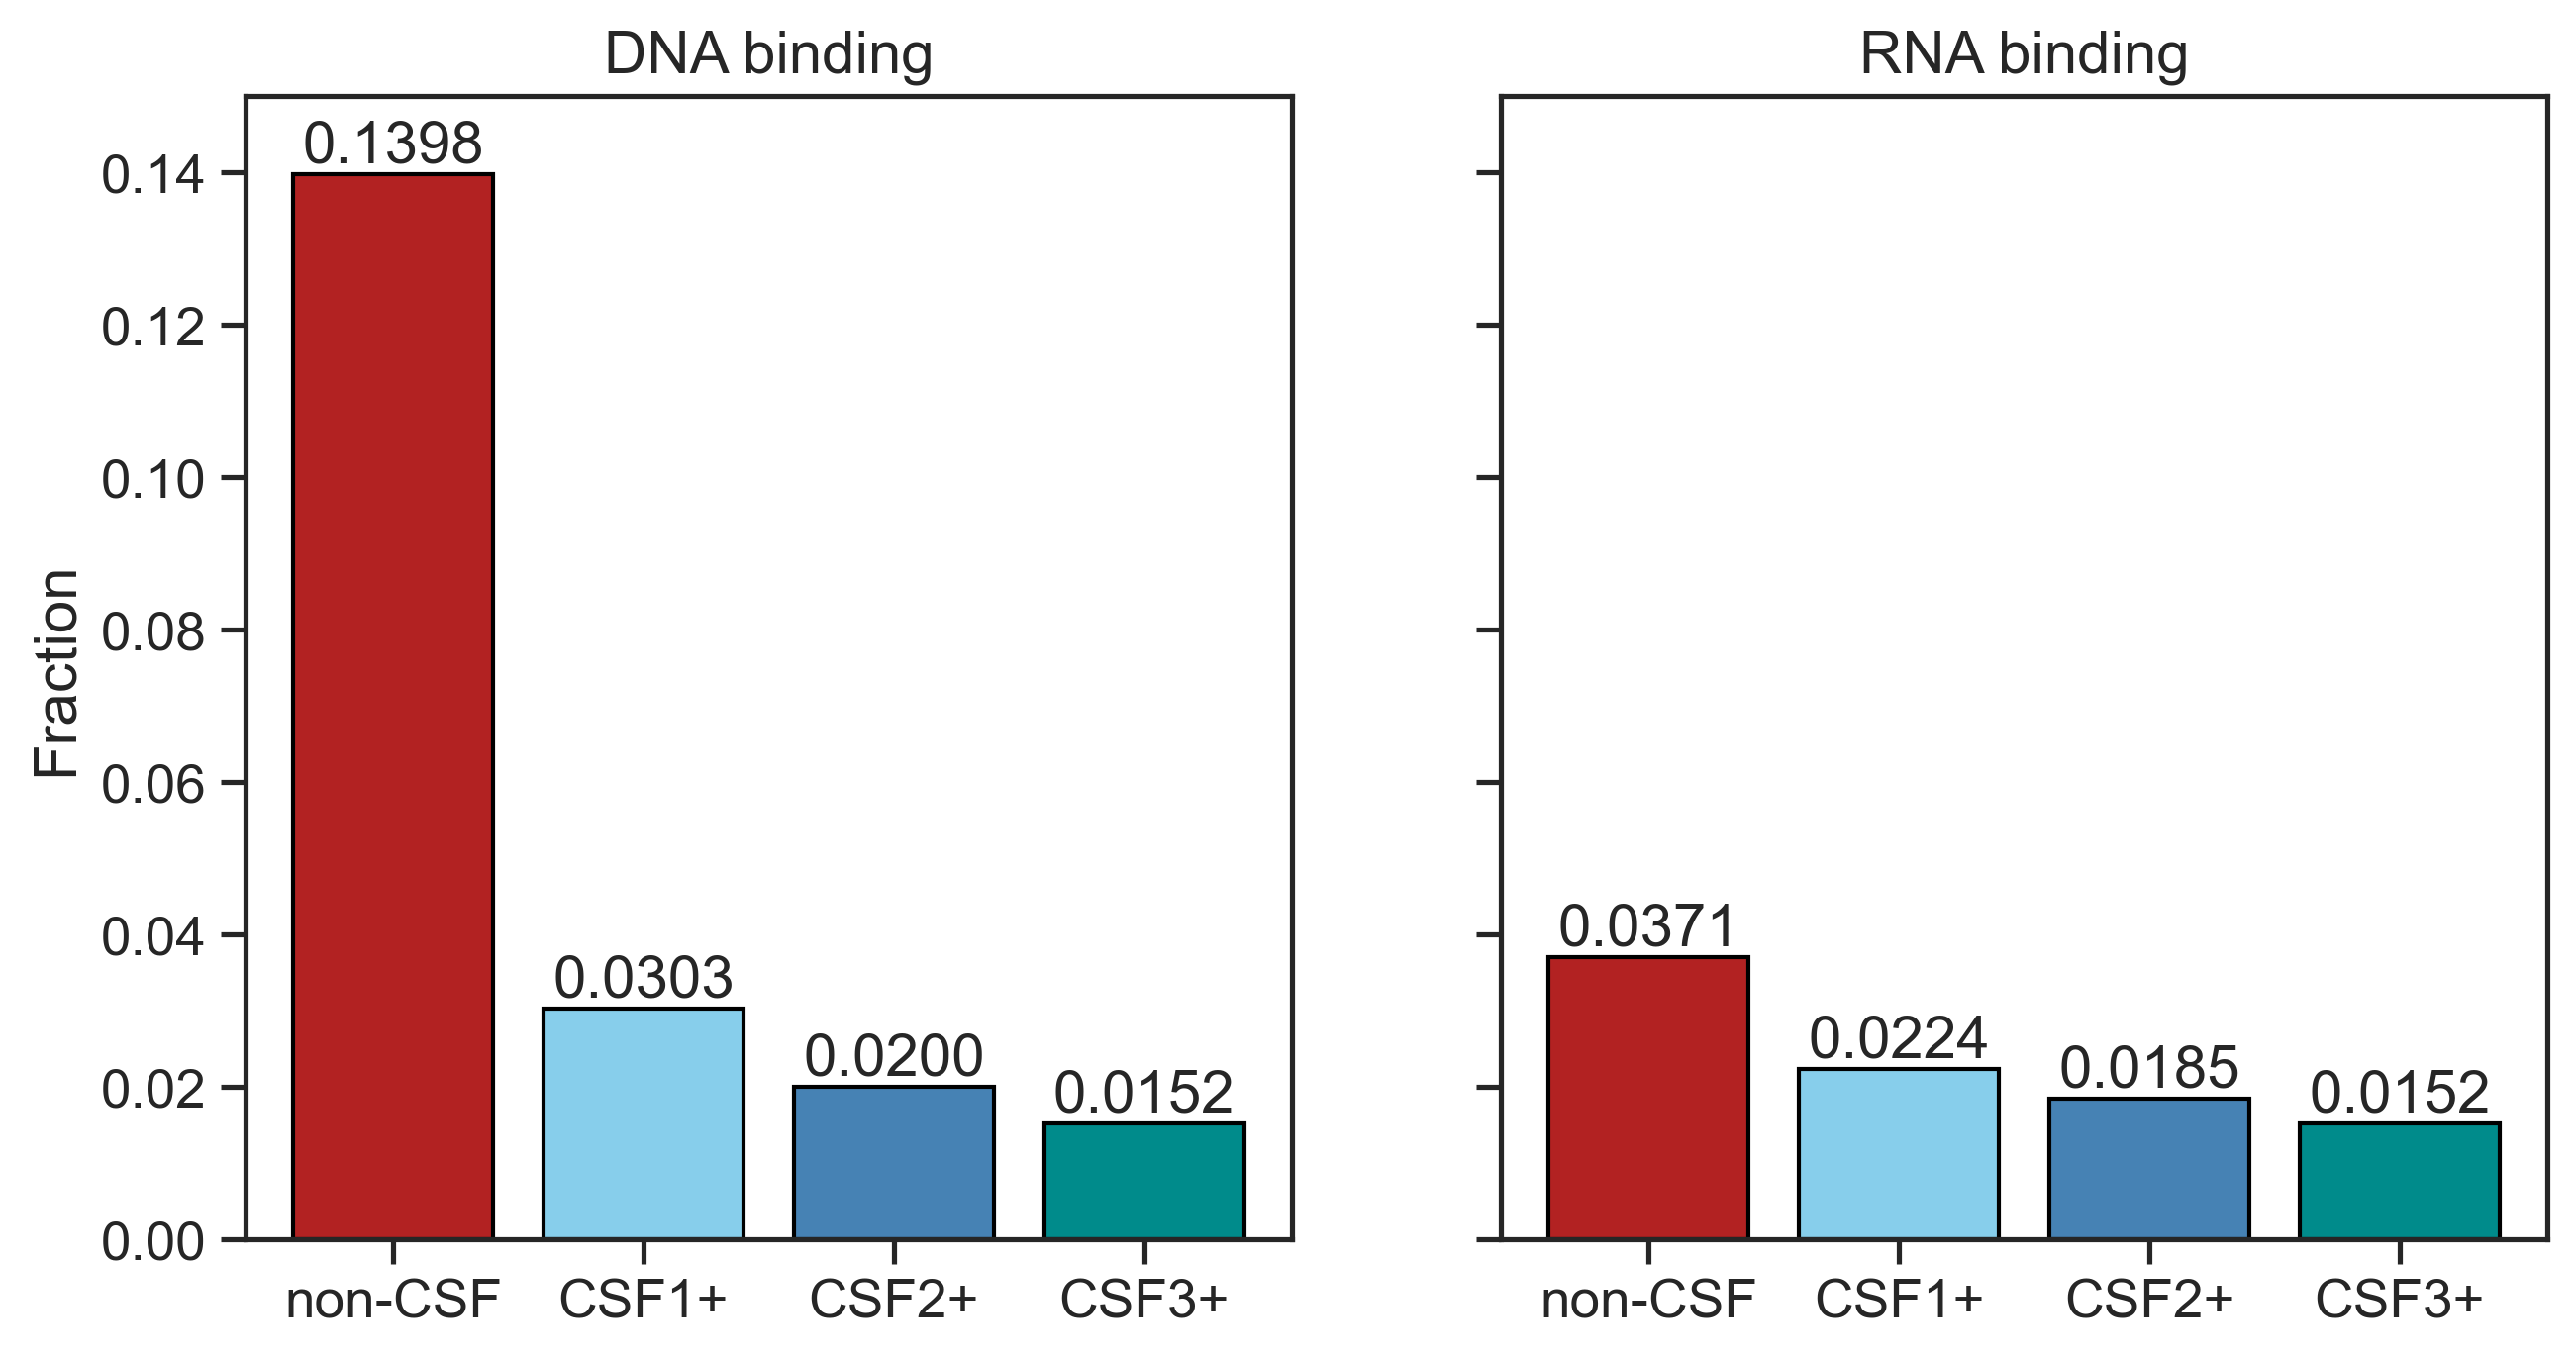 DNA binding
0.1398
0.0303
0.0200
0.0152
0.14
0.12
0.10
0.08
0.06
0.04
0.02
0.00
Fraction
non-CSF
CSF1+
CSF2+
CSF3+
RNA binding
0.0371
0.0224
0.0185
0.0152
non-CSF
CSF1+
CSF2+
CSF3+